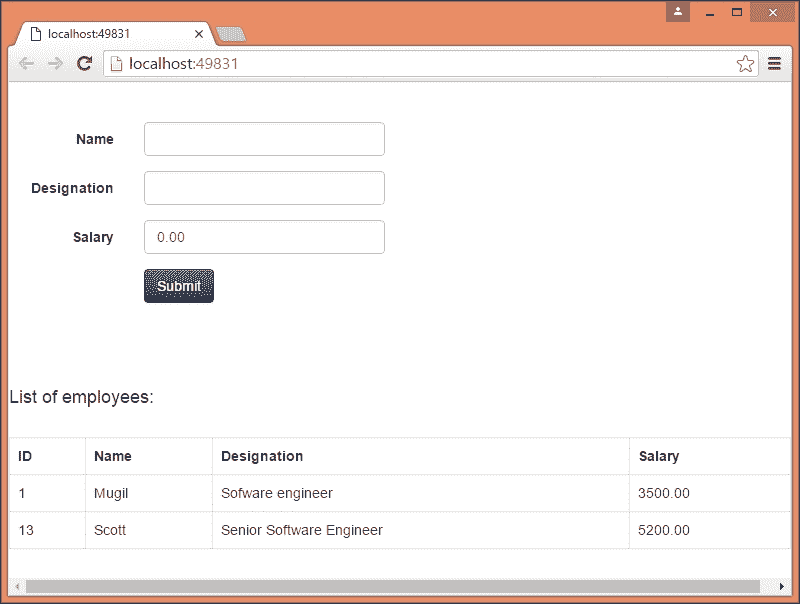 localhost:49831
localhost:49831
Name
Designation
Salary 0.00
Submit
List of employees:
ID Name Designation Salary
1 Mugil Sofware engineer 3500.00
13 Scott Senior Software Engineer 5200.00